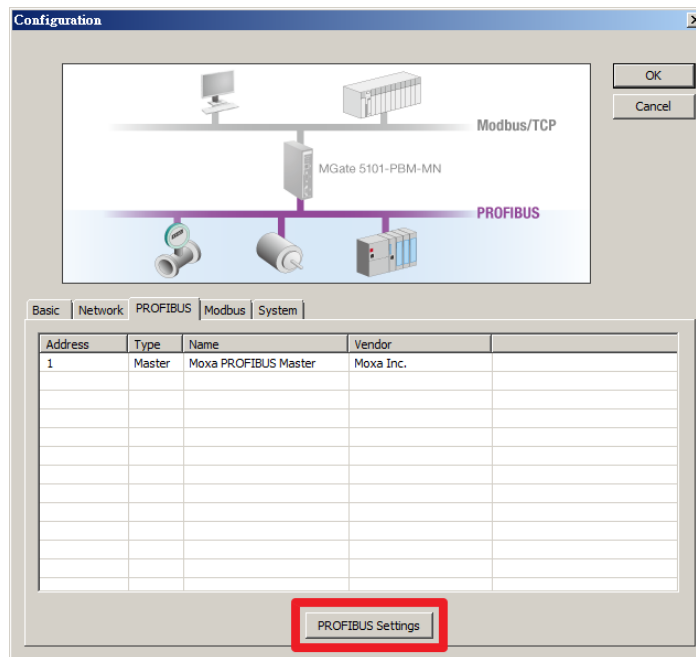 Configuration
OK
Cancel
Modbus/TCP
MGate 5101-PBM-MN
PROFIBUS
Basic Network PROFIBUS Modbus System
Address Type Name Vendor
1 Master Moxa PROFIBUS Master Moxa Inc.
PROFIBUS Settings